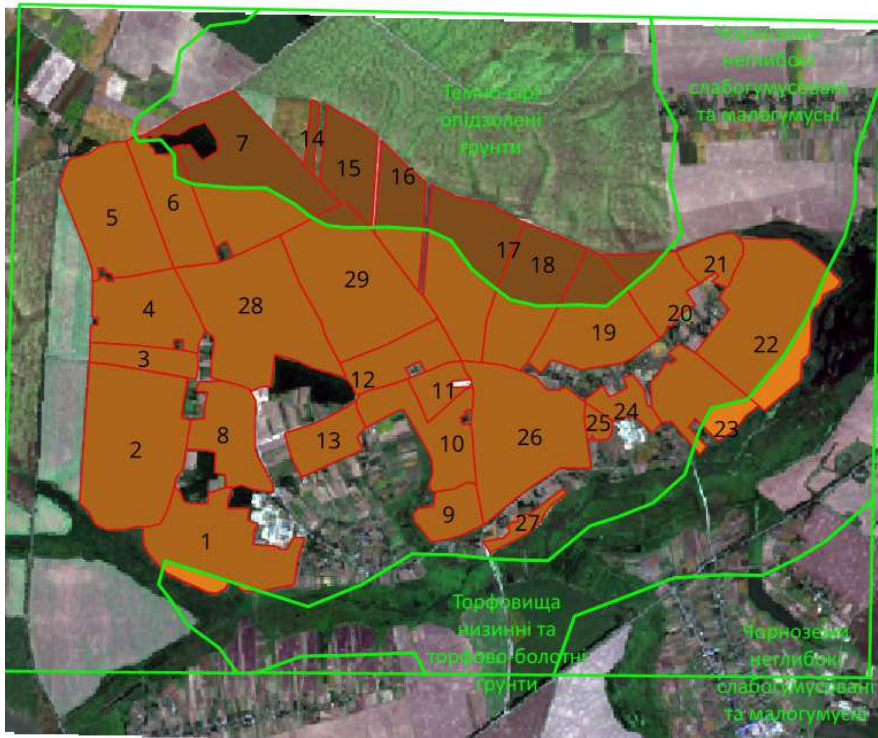 Чорноземи
неглибокі
слабогумусовані
та малогумусні
Темно-сірі
опідзолені
ґрунти
7
14
15
16
5
6
17
18
21
29
28
4
20
19
22
3
12
11
2
8
13
10
26
25
24
23
9
27
1
Торфовища
низинні та
торфово-болотні
ґрунти
Чорноземи
неглибокі
слабогумусовані
та малогумусні